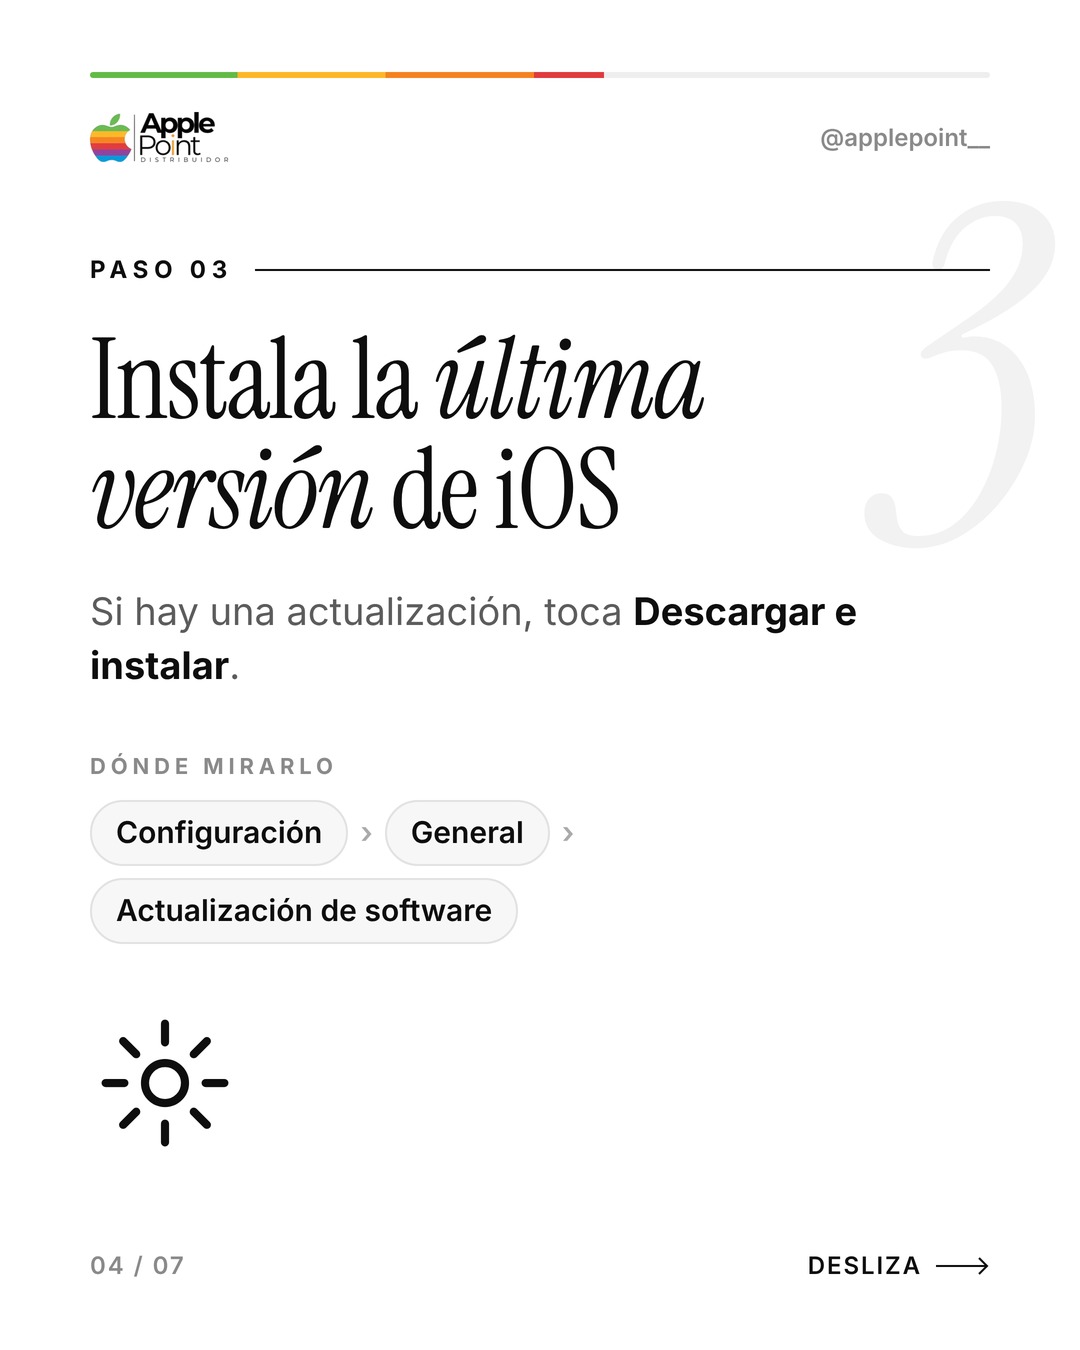 Apple
Point
DISTRIBUIDOR
@applepoint__
PASO 03
3
Instala la última
versión de iOS
Si hay una actualización, toca Descargar e
instalar.
DÓNDE MIRARLO
Configuración › General ›
Actualización de software
04 / 07
DESLIZA